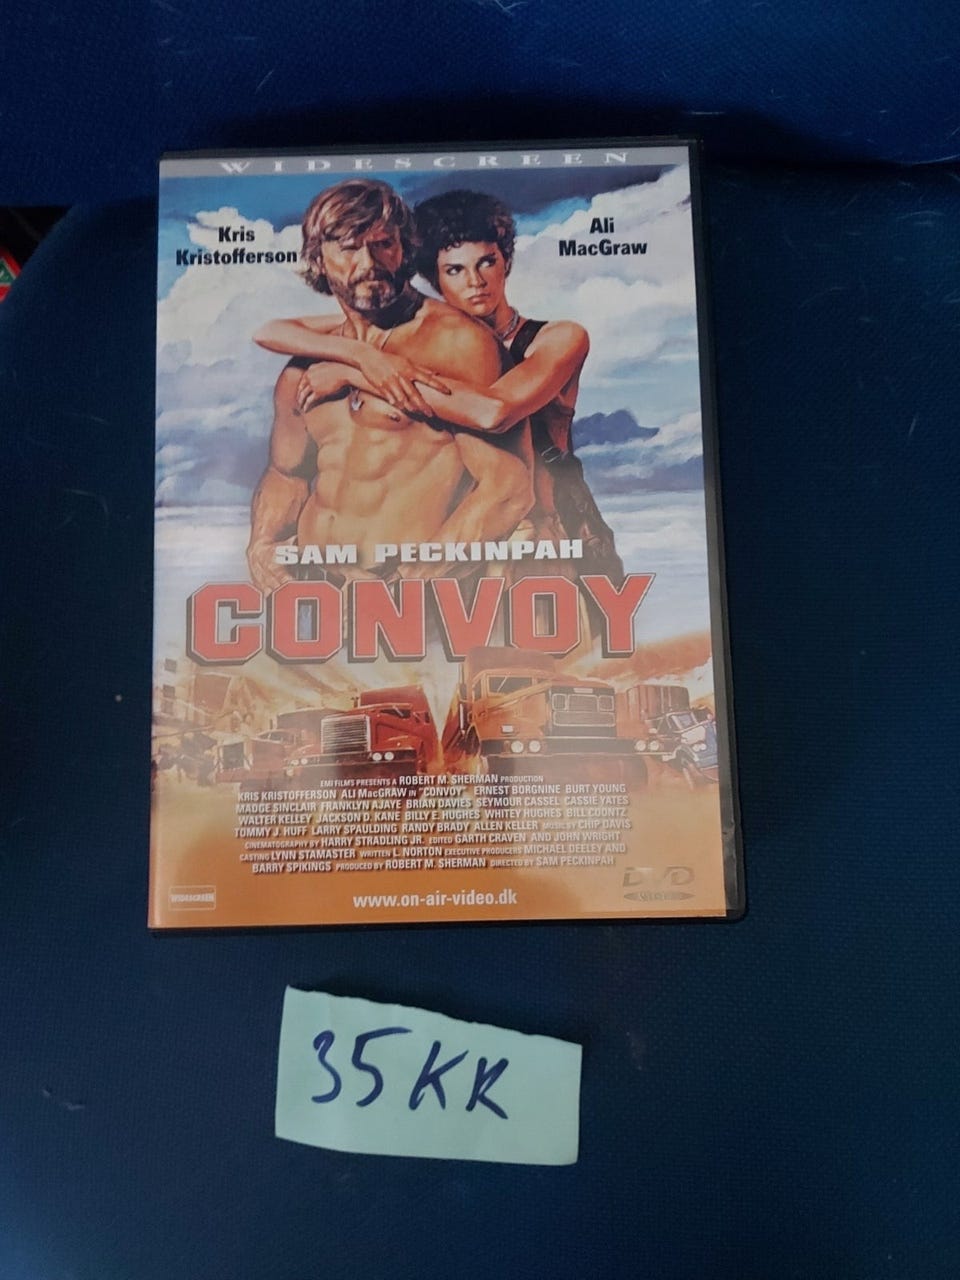 WIDESCREEN
Kris
Kristofferson
Ali
MacGraw
SAM PECKINPAH
CONVOY
EMI FILM'S PRESENTS A ROBERT M. SHERMAN PRODUCTION
KRIS KRISTOFFERSON ALI MacGRAW IN "CONVOY" ERNEST BORGNINE BURT YOUNG
MADGE SINCLAIR FRANKLYN AJAYE BRIAN DAVIES SEYMOUR CASSEL CASSIE YATES
WALTER KELLEY JACKSON D. KANE BILLY E. HUGHES WHITEY HUGHES BILL COONTZ
TOMMY J. HUFF LARRY SPAULDING RANDY BRADY ALLEN KELLER MUSIC BY CHIP DAVIS
CINEMATOGRAPHY BY HARRY STRADLING JR. EDITED GARTH CRAVEN AND JOHN WRIGHT
CASTING LYNN STAMASTER WRITTEN L. NORTON EXECUTIVE PRODUCERS MICHAEL DEELEY AND
BARRY SPIKINGS PRODUCED BY ROBERT M. SHERMAN DIRECTED BY SAM PECKINPAH
WIDESCREEN
www.on-air-video.dk
DVD
35 KR